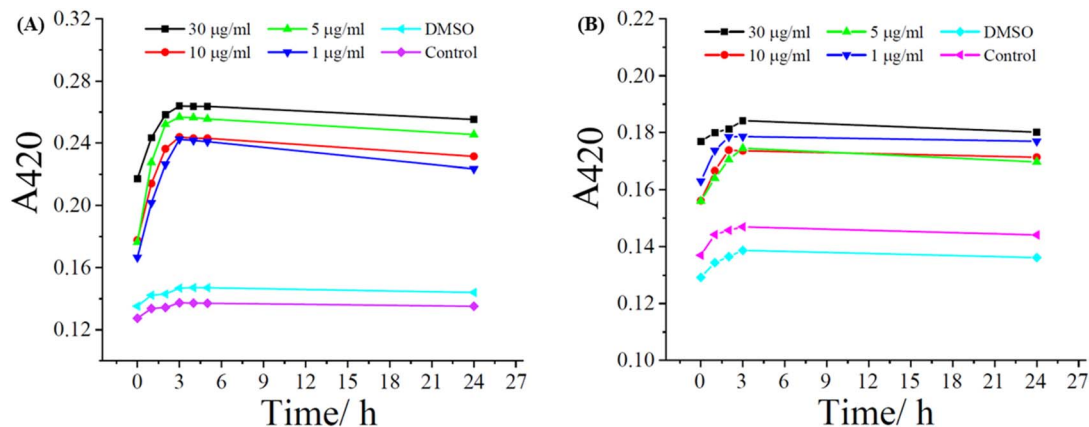 (A)
30 μg/ml 5 μg/ml DMSO
10 μg/ml 1 μg/ml Control
0.32
0.28
0.24
0.20
0.16
0.12
A420
0 3 6 9 12 15 18 21 24 27
Time/ h
(B)
30 μg/ml 5 μg/ml DMSO
10 μg/ml 1 μg/ml Control
0.22
0.20
0.18
0.16
0.14
0.12
0.10
A420
0 3 6 9 12 15 18 21 24 27
Time/ h